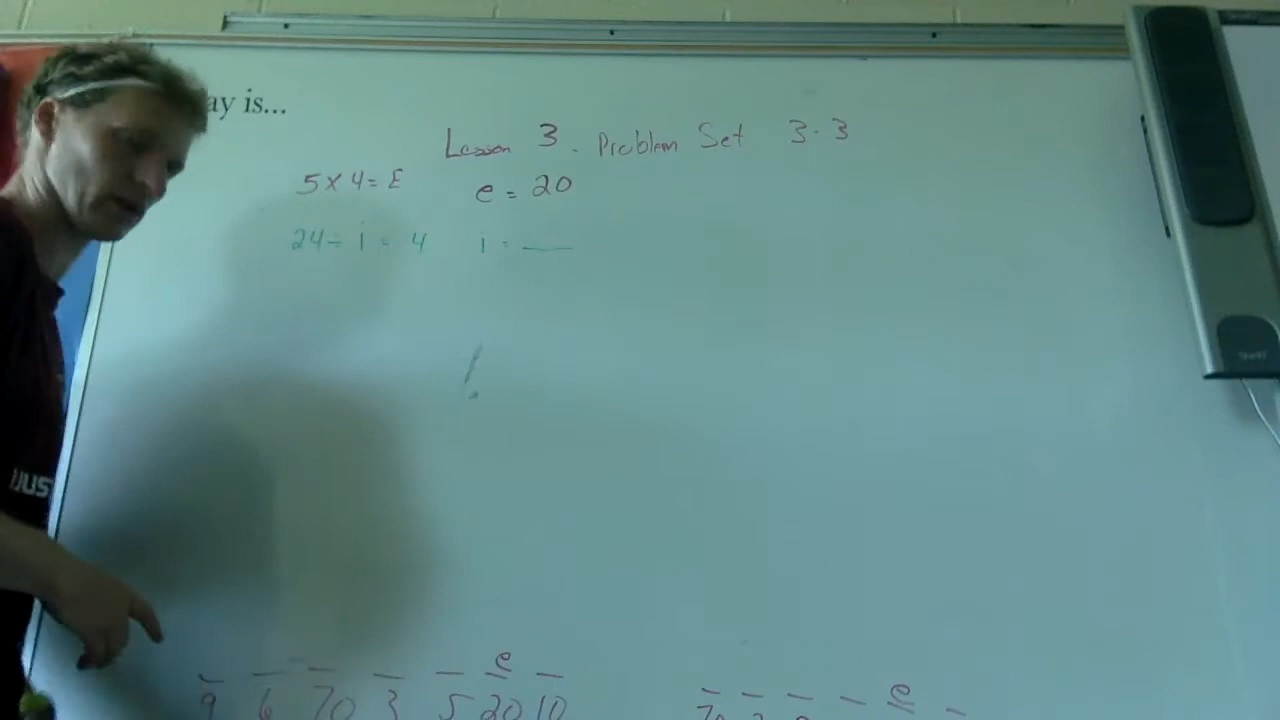 ay is...
Lesson 3. Problem Set 3.3
5 x 4 = E e = 20
24 ÷ i = 4 i = __
!
e
9 6 70 3 5 20 10
e